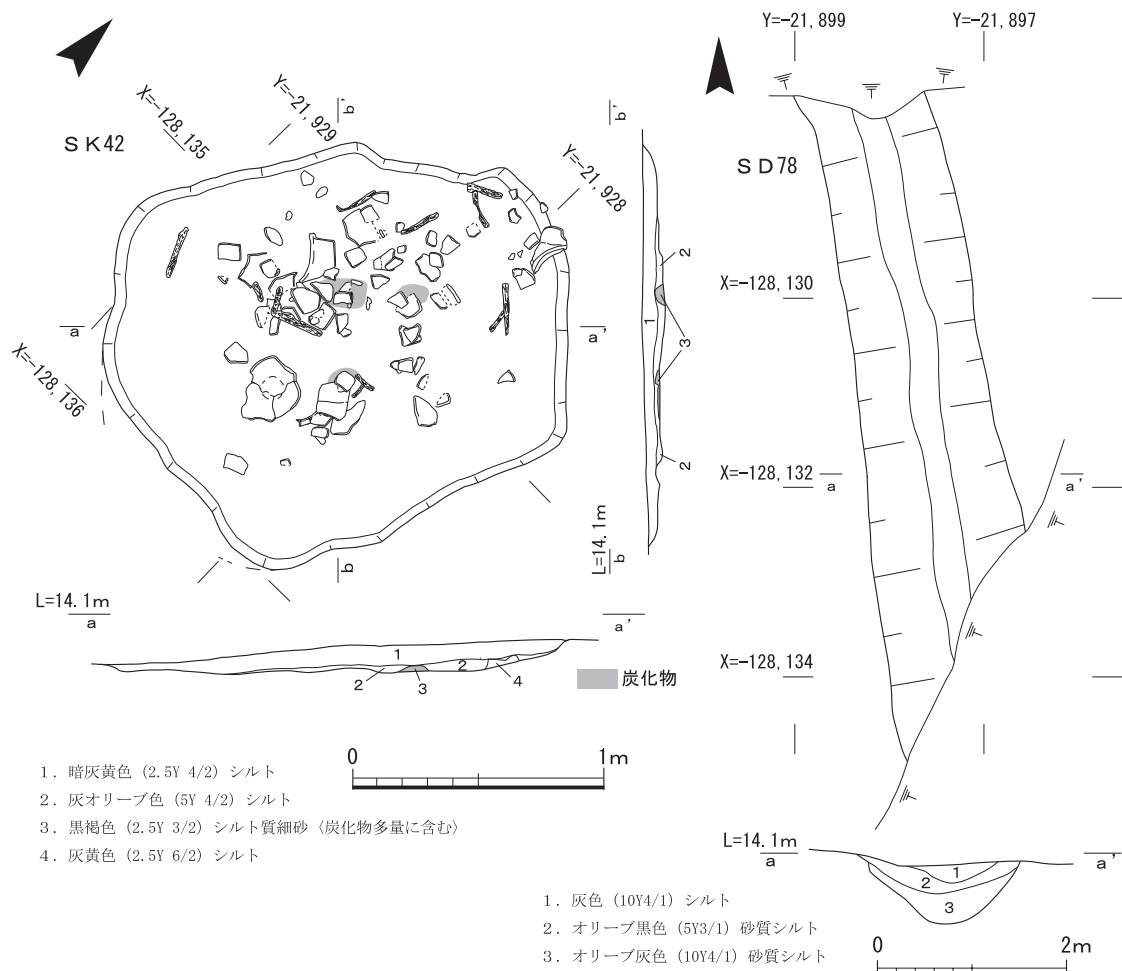 SK42
X=-128,135
Y=-21,929
b'
Y=-21,928
a
a'
X=-128,136
b
b'
1
2
3
2
L=14.1m
b
L=14.1m
a
a'
1
2
2
3
4
炭化物
0
1m
1. 暗灰黄色 (2.5Y 4/2) シルト
2. 灰オリーブ色 (5Y 4/2) シルト
3. 黒褐色 (2.5Y 3/2) シルト質細砂〈炭化物多量に含む〉
4. 灰黄色 (2.5Y 6/2) シルト
Y=-21,899
Y=-21,897
SD78
X=-128,130
X=-128,132
a
a'
X=-128,134
L=14.1m
a
a'
1
2
3
1. 灰色 (10Y4/1) シルト
2. オリーブ黒色 (5Y3/1) 砂質シルト
3. オリーブ灰色 (10Y4/1) 砂質シルト
0
2m